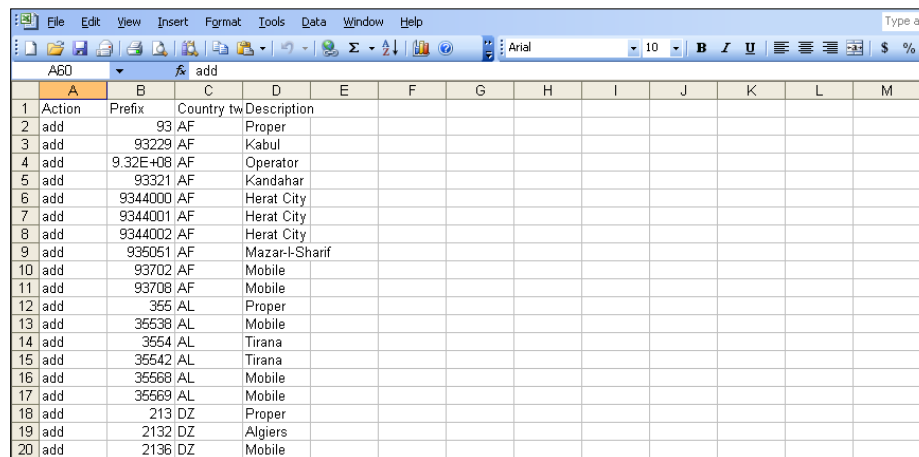 File Edit View Insert Format Tools Data Window Help Type a
Arial 10 B I U $ %
A60 fx add
A B C D E F G H I J K L M
1 Action Prefix Country tw Description
2 add 93 AF Proper
3 add 93229 AF Kabul
4 add 9.32E+08 AF Operator
5 add 93321 AF Kandahar
6 add 9344000 AF Herat City
7 add 9344001 AF Herat City
8 add 9344002 AF Herat City
9 add 935051 AF Mazar-I-Sharif
10 add 93702 AF Mobile
11 add 93708 AF Mobile
12 add 355 AL Proper
13 add 35538 AL Mobile
14 add 3554 AL Tirana
15 add 35542 AL Tirana
16 add 35568 AL Mobile
17 add 35569 AL Mobile
18 add 213 DZ Proper
19 add 2132 DZ Algiers
20 add 2136 DZ Mobile